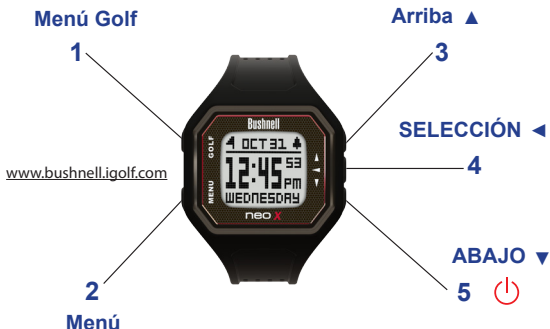 Menú Golf
1
Arriba ▲
3
SELECCIÓN ◄
4
www.bushnell.igolf.com
Bushnell
GOLF
MENU
OCT 31
12:45 53 PM
WEDNESDAY
neo X
ABAJO ▼
5
2
Menú